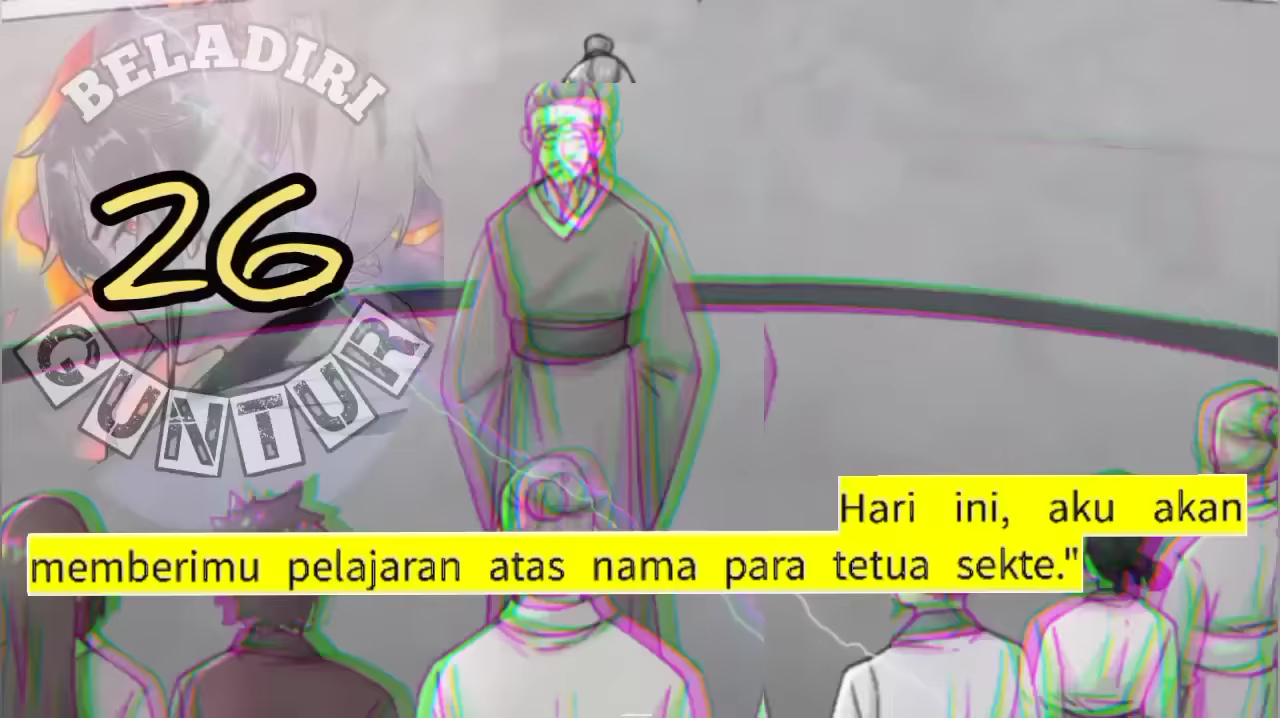 BELADIRI
26
GUNTUR
Hari ini, aku akan
memberimu pelajaran atas nama para tetua sekte."